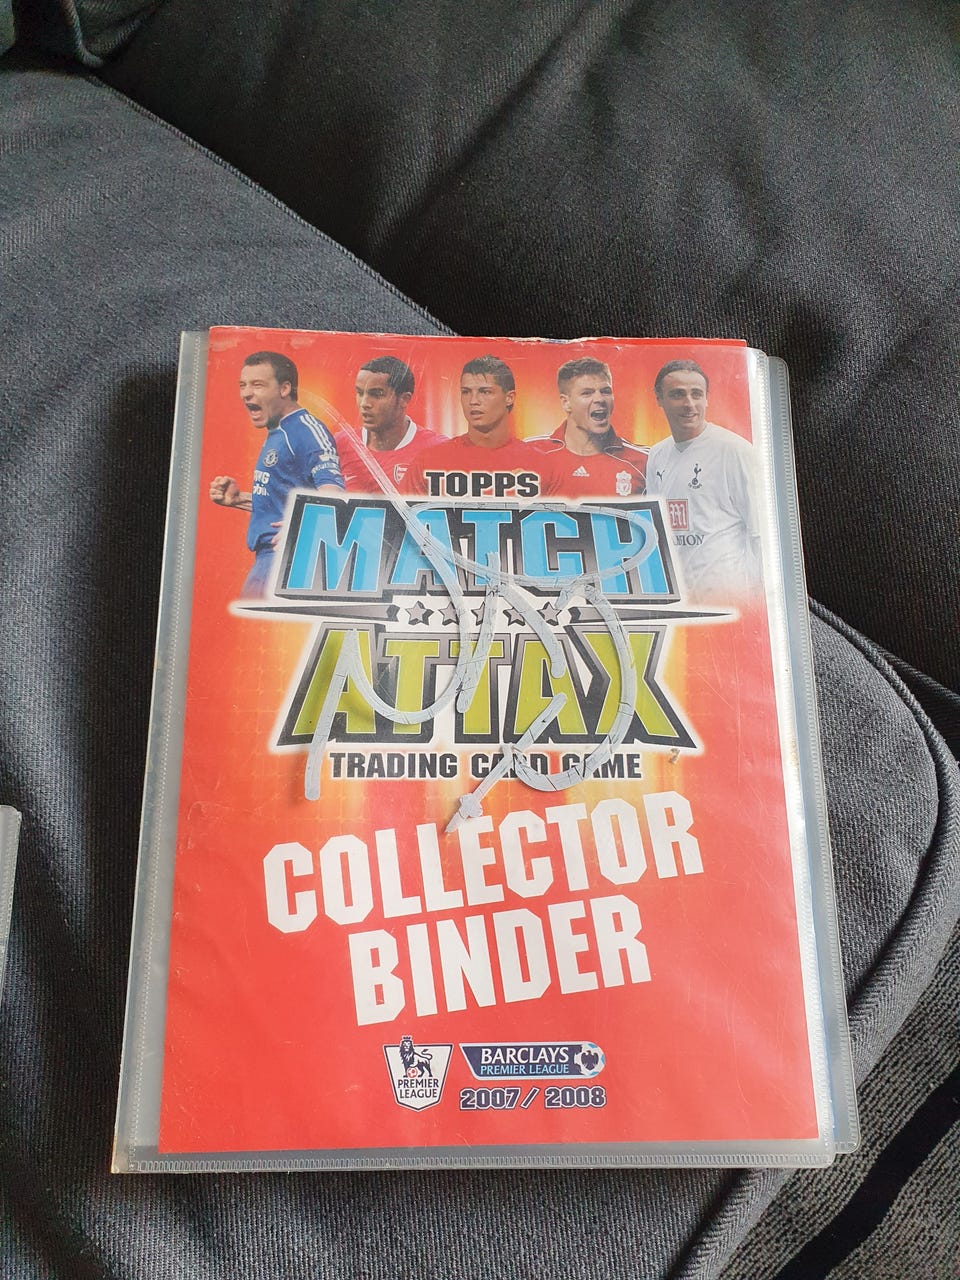 TOPPS
MATCH
ATTAX
TRADING CARD GAME
COLLECTOR
BINDER
PREMIER
LEAGUE
BARCLAYS
PREMIER LEAGUE
2007/2008